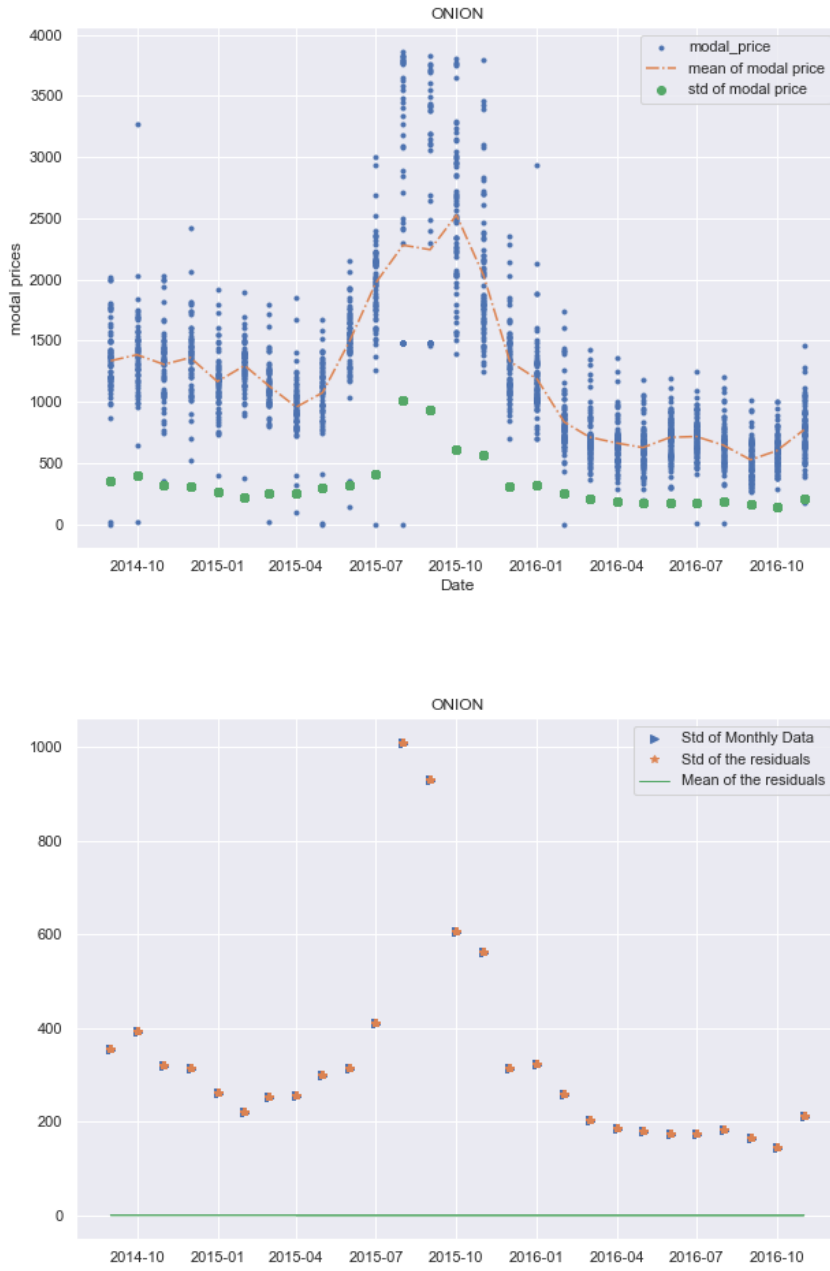 ONION
4000
3500
3000
2500
2000
1500
1000
500
0
modal prices
modal_price
mean of modal price
std of modal price
2014-10 2015-01 2015-04 2015-07 2015-10 2016-01 2016-04 2016-07 2016-10
Date
ONION
1000
800
600
400
200
0
Std of Monthly Data
Std of the residuals
Mean of the residuals
2014-10 2015-01 2015-04 2015-07 2015-10 2016-01 2016-04 2016-07 2016-10